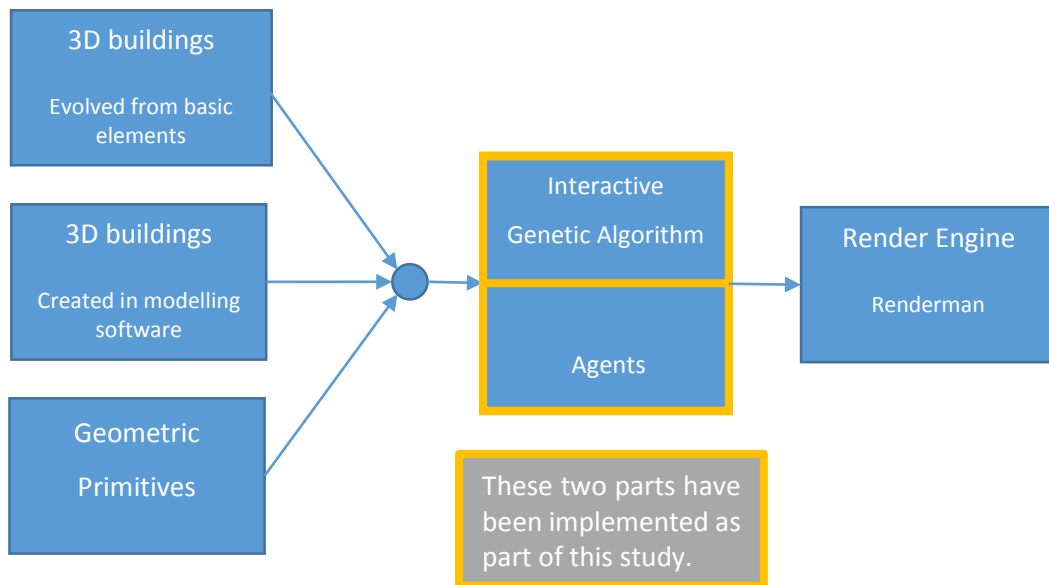 3D buildings
Evolved from basic
elements
3D buildings
Created in modelling
software
Geometric
Primitives
Interactive
Genetic Algorithm
Agents
These two parts have
been implemented as
part of this study.
Render Engine
Renderman